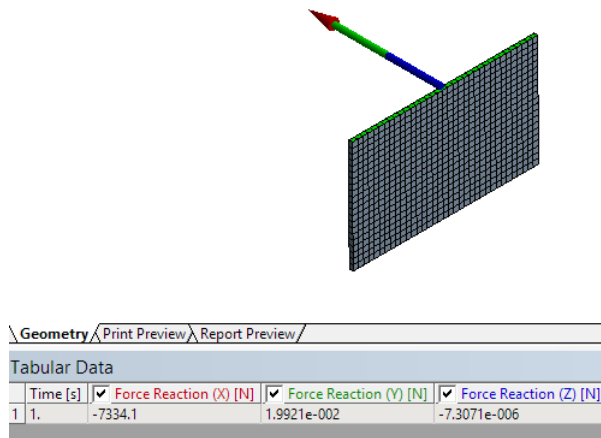 Geometry Print Preview Report Preview
Tabular Data
Time [s] Force Reaction (X) [N] Force Reaction (Y) [N] Force Reaction (Z) [N]
1 1. -7334.1 1.9921e-002 -7.3071e-006